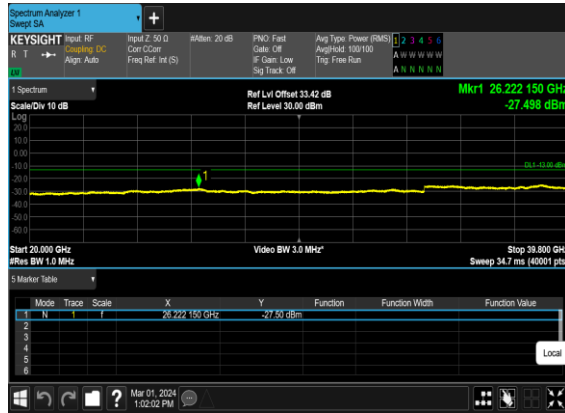 Spectrum Analyzer 1
Swept SA
+
KEYSIGHT Input: RF Input Z: 50 Ω #Atten: 20 dB PNO: Fast Avg Type: Power (RMS) 1 2 3 4 5 6
R T Coupling: DC Corr CCorr Gate: Off Avg|Hold: 100/100 A W W W W W
Align: Auto Freq Ref: Int (S) IF Gain: Low Trig: Free Run
Sig Track: Off A N N N N N
1 Spectrum Ref Lvl Offset 33.42 dB Mkr1 26.222 150 GHz
Scale/Div 10 dB Ref Level 30.00 dBm -27.498 dBm
Log
20.0
10.0
0.00
-10.0 DL1 -13.00 dBm
-20.0 1
-30.0
-40.0
-50.0
-60.0
Start 20.000 GHz Video BW 3.0 MHz* Stop 39.800 GHz
#Res BW 1.0 MHz Sweep 34.7 ms (40001 pts)
5 Marker Table
Mode Trace Scale X Y Function Function Width Function Value
1 N 1 f 26.222 150 GHz -27.50 dBm
2
3
4
5
6
Local
? Mar 01, 2024
1:02:02 PM